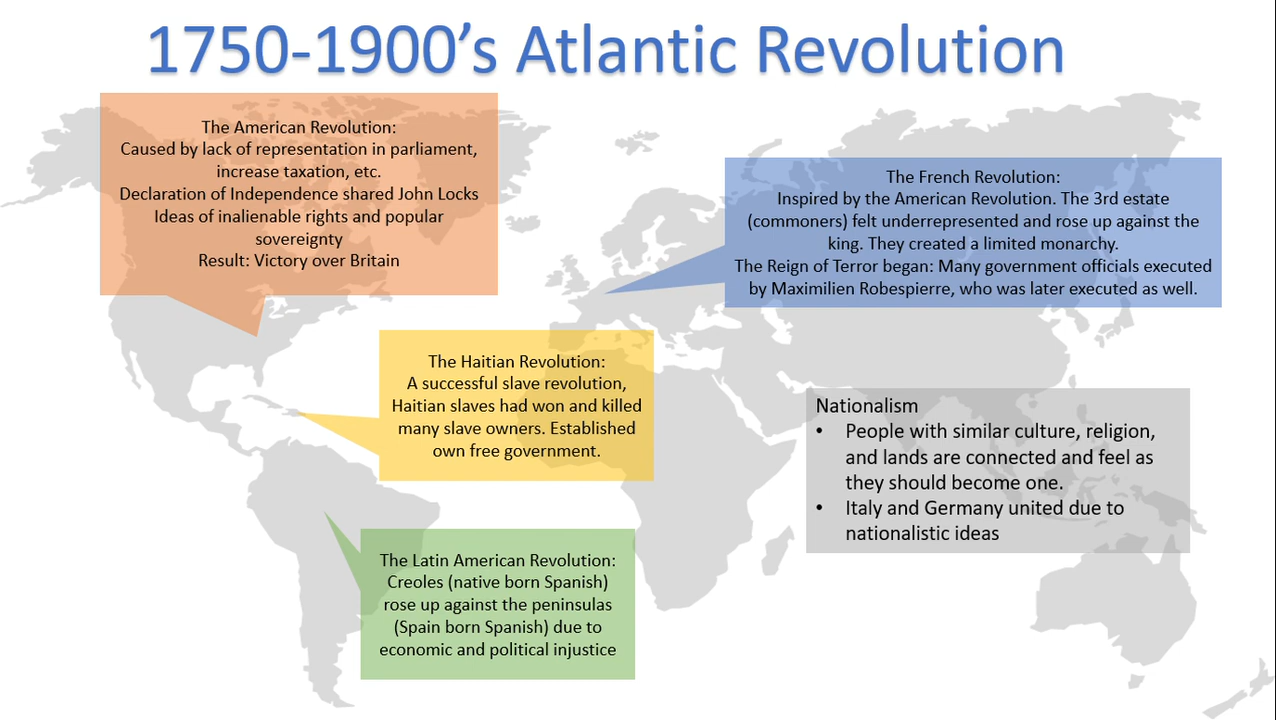 1750-1900’s Atlantic Revolution
The American Revolution:
Caused by lack of representation in parliament,
increase taxation, etc.
Declaration of Independence shared John Locks
Ideas of inalienable rights and popular
sovereignty
Result: Victory over Britain
The French Revolution:
Inspired by the American Revolution. The 3rd estate
(commoners) felt underrepresented and rose up against the
king. They created a limited monarchy.
The Reign of Terror began: Many government officials executed
by Maximilien Robespierre, who was later executed as well.
The Haitian Revolution:
A successful slave revolution,
Haitian slaves had won and killed
many slave owners. Established
own free government.
Nationalism
• People with similar culture, religion,
and lands are connected and feel as
they should become one.
• Italy and Germany united due to
nationalistic ideas
The Latin American Revolution:
Creoles (native born Spanish)
rose up against the peninsulas
(Spain born Spanish) due to
economic and political injustice